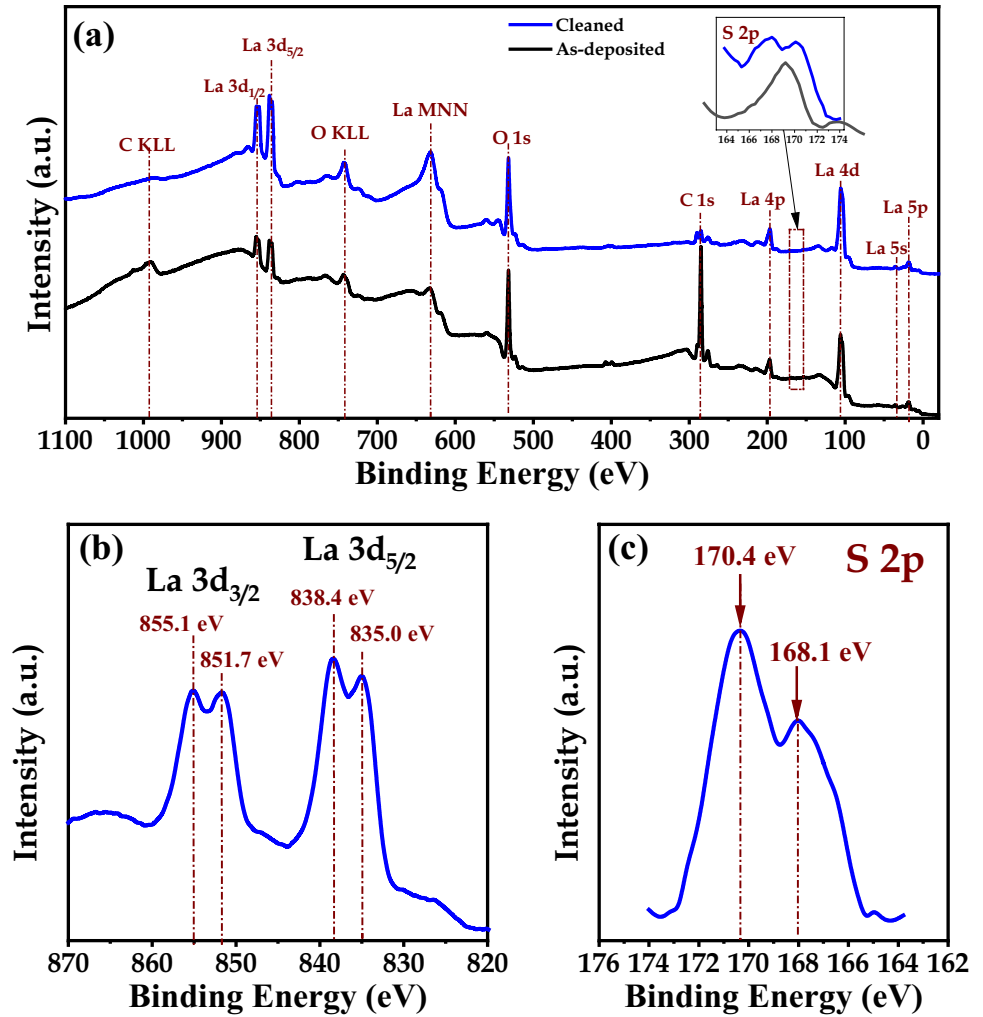 (a)
Cleaned
As-deposited
S 2p
164 166 168 170 172 174
La 3d5/2
La 3d1/2
C KLL
O KLL
La MNN
O 1s
C 1s
La 4p
La 4d
La 5s
La 5p
Intensity (a.u.)
1100 1000 900 800 700 600 500 400 300 200 100 0
Binding Energy (eV)
(b)
La 3d3/2
La 3d5/2
855.1 eV
851.7 eV
838.4 eV
835.0 eV
Intensity (a.u.)
870 860 850 840 830 820
Binding Energy (eV)
(c)
S 2p
170.4 eV
168.1 eV
Intensity (a.u.)
176 174 172 170 168 166 164 162
Binding Energy (eV)